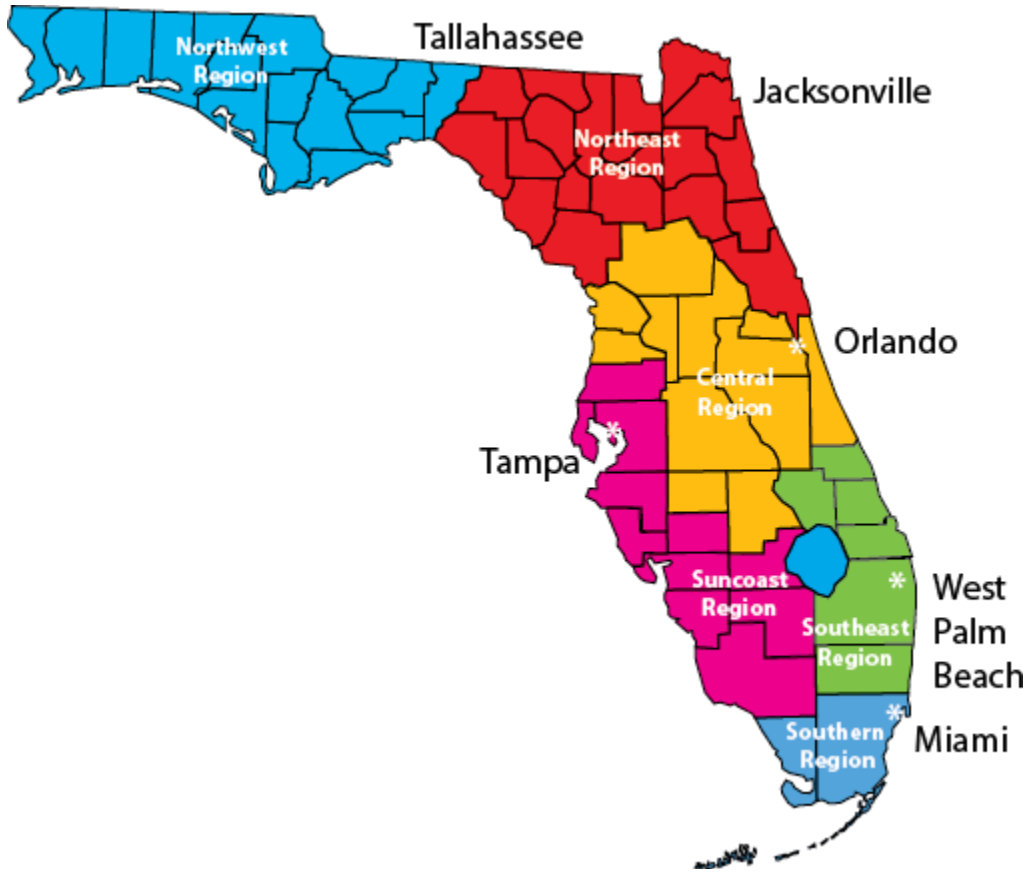 Tallahassee
Northwest
Region
Jacksonville
Northeast
Region
Orlando
*
Central
Region
*
Tampa
Suncoast
Region
*
West
Palm
Beach
Southeast
Region
*
Miami
Southern
Region